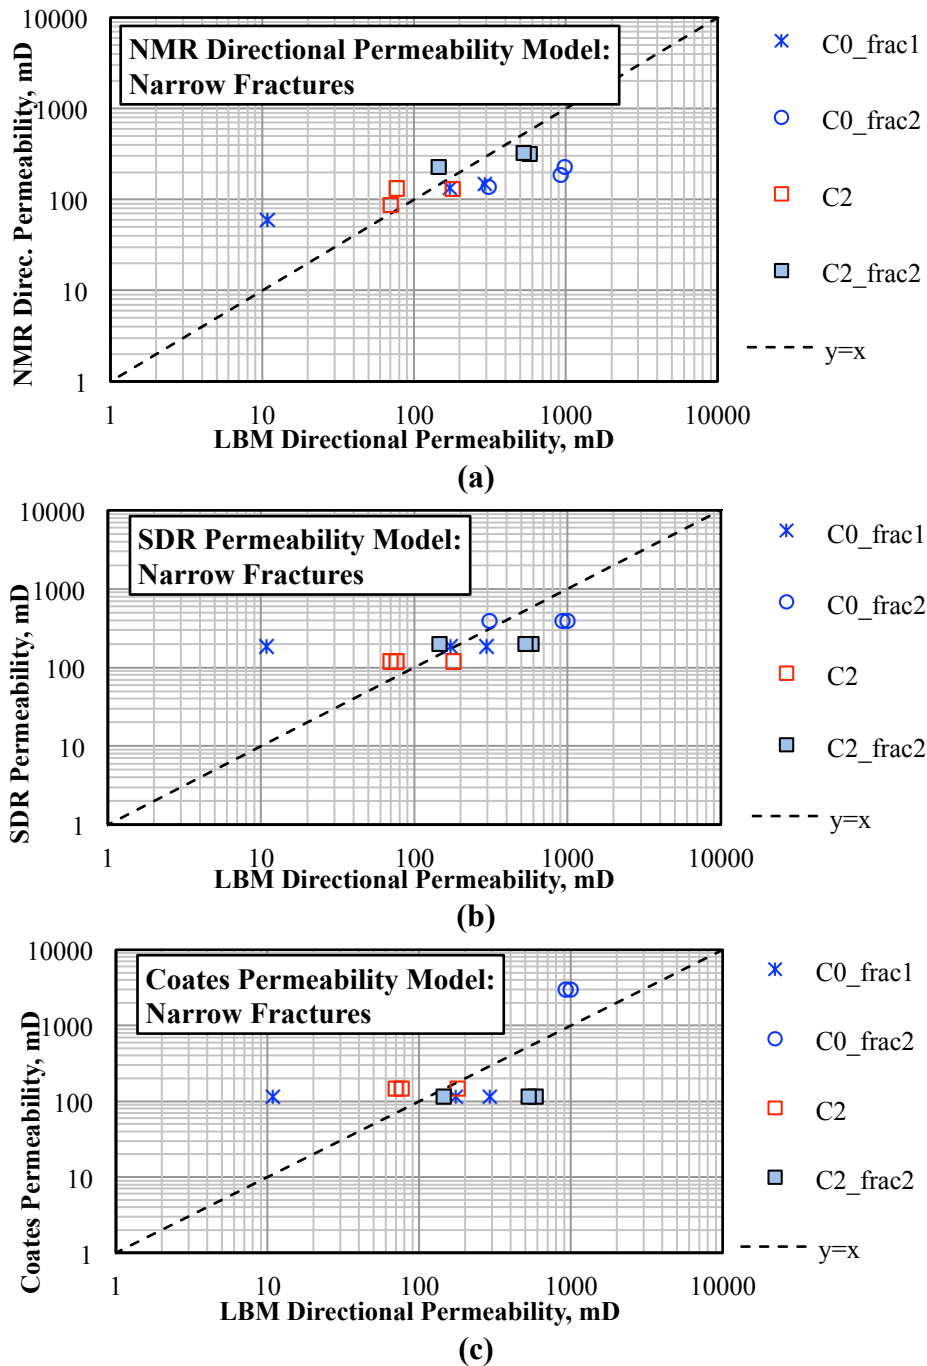 NMR Directional Permeability Model:
Narrow Fractures
NMR Direc. Permeability, mD
10000
1000
100
10
1
1 10 100 1000 10000
LBM Directional Permeability, mD
C0_frac1
C0_frac2
C2
C2_frac2
y=x
(a)
SDR Permeability Model:
Narrow Fractures
SDR Permeability, mD
10000
1000
100
10
1
1 10 100 1000 10000
LBM Directional Permeability, mD
C0_frac1
C0_frac2
C2
C2_frac2
y=x
(b)
Coates Permeability Model:
Narrow Fractures
Coates Permeability, mD
10000
1000
100
10
1
1 10 100 1000 10000
LBM Directional Permeability, mD
C0_frac1
C0_frac2
C2
C2_frac2
y=x
(c)